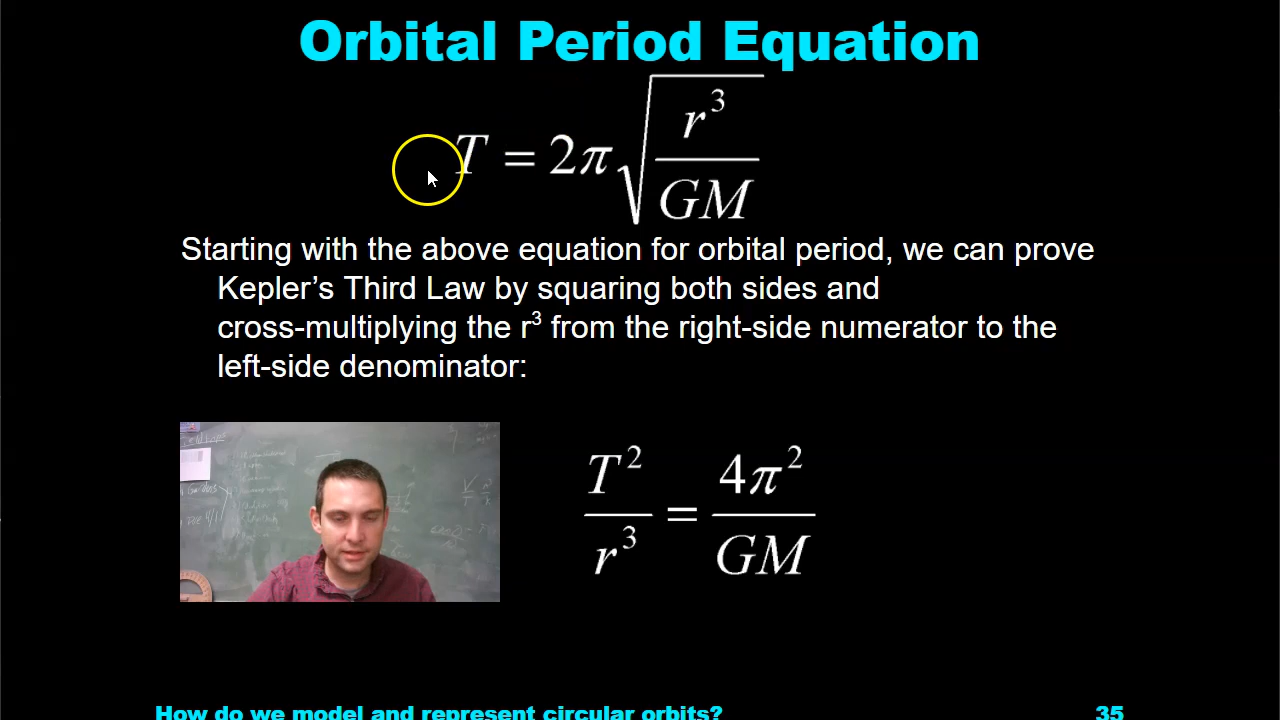 Orbital Period Equation
T = 2π√(r³/GM)
Starting with the above equation for orbital period, we can prove
Kepler’s Third Law by squaring both sides and
cross-multiplying the r³ from the right-side numerator to the
left-side denominator:
T²/r³ = 4π²/GM
How do we model and represent circular orbits?
35